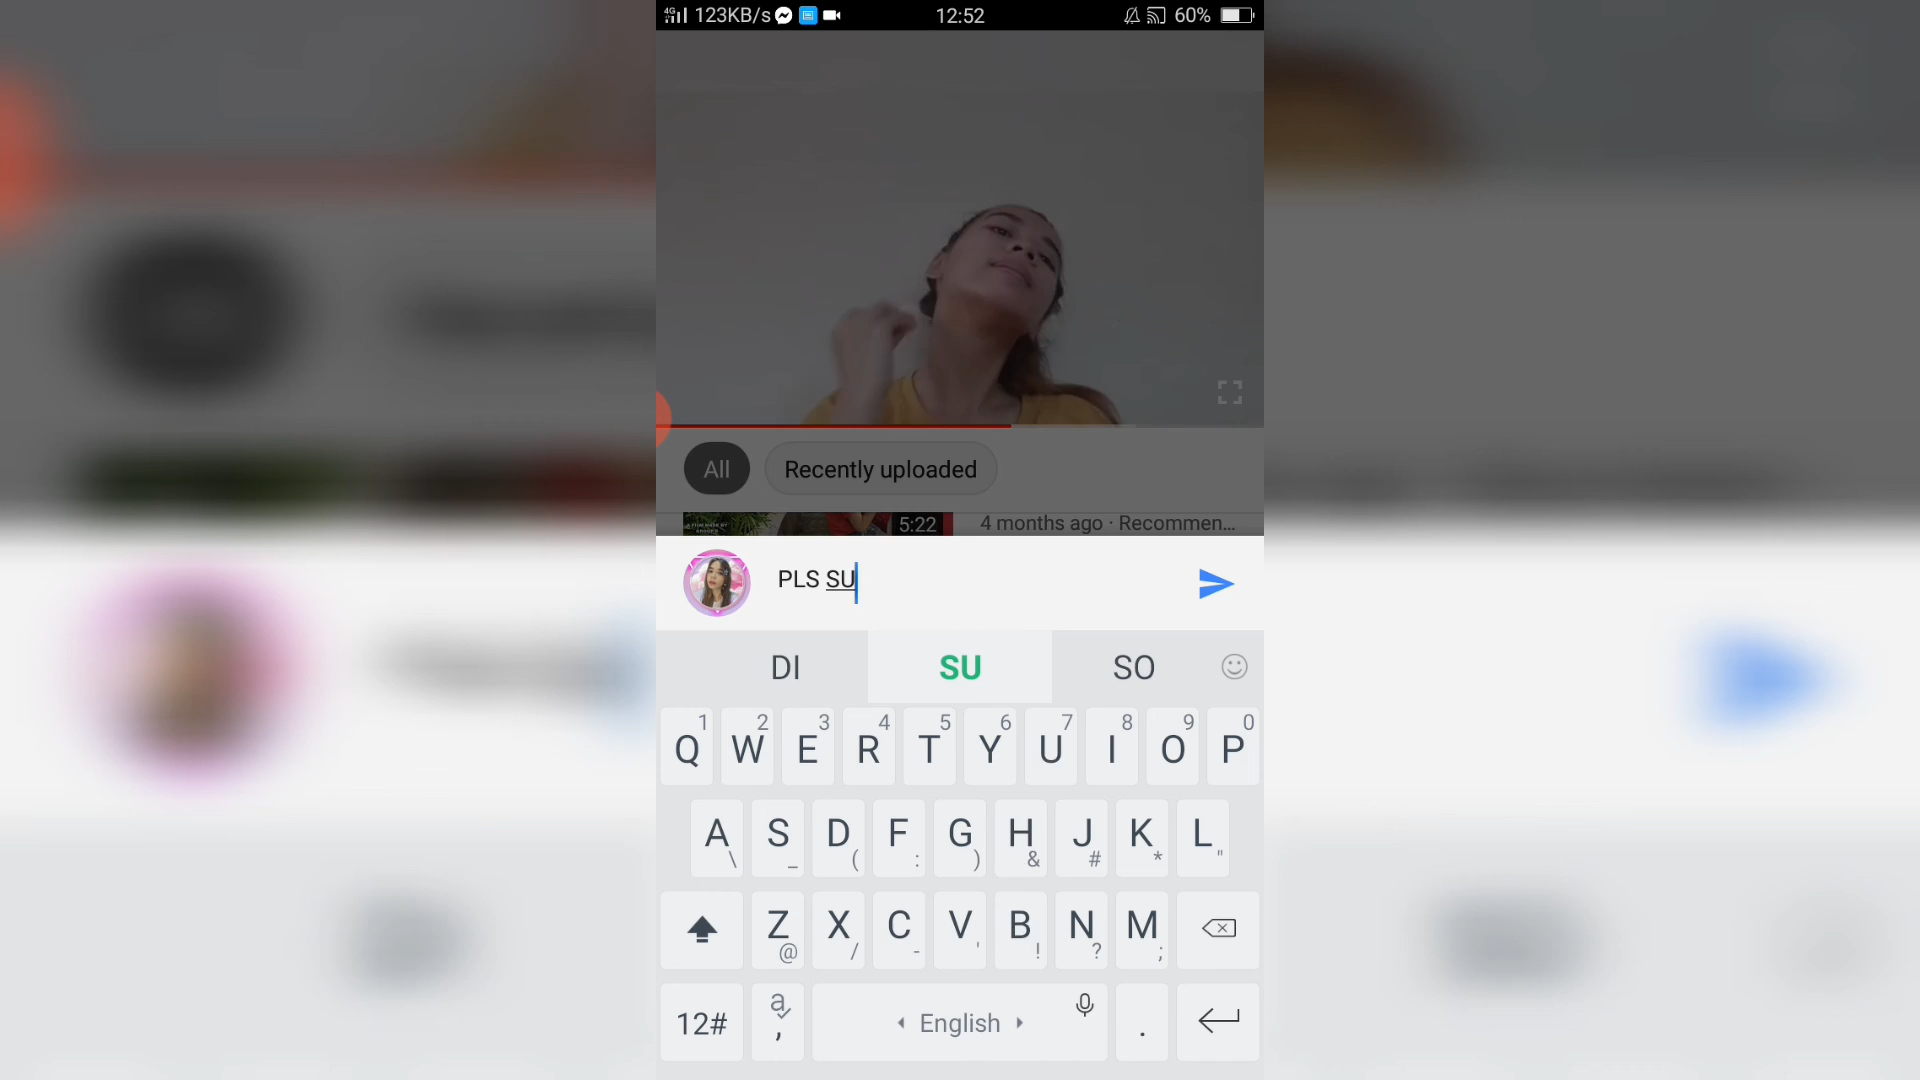 4G 123KB/s 12:52 60%
All Recently uploaded
5:22 4 months ago · Recommen...
PLS SU
DI SU SO
1 2 3 4 5 6 7 8 9 0
Q W E R T Y U I O P
A S D F G H J K L
\ _ ( : ) & # * "
Z X C V B N M
@ / - ' ! ? ;
12# a , English .